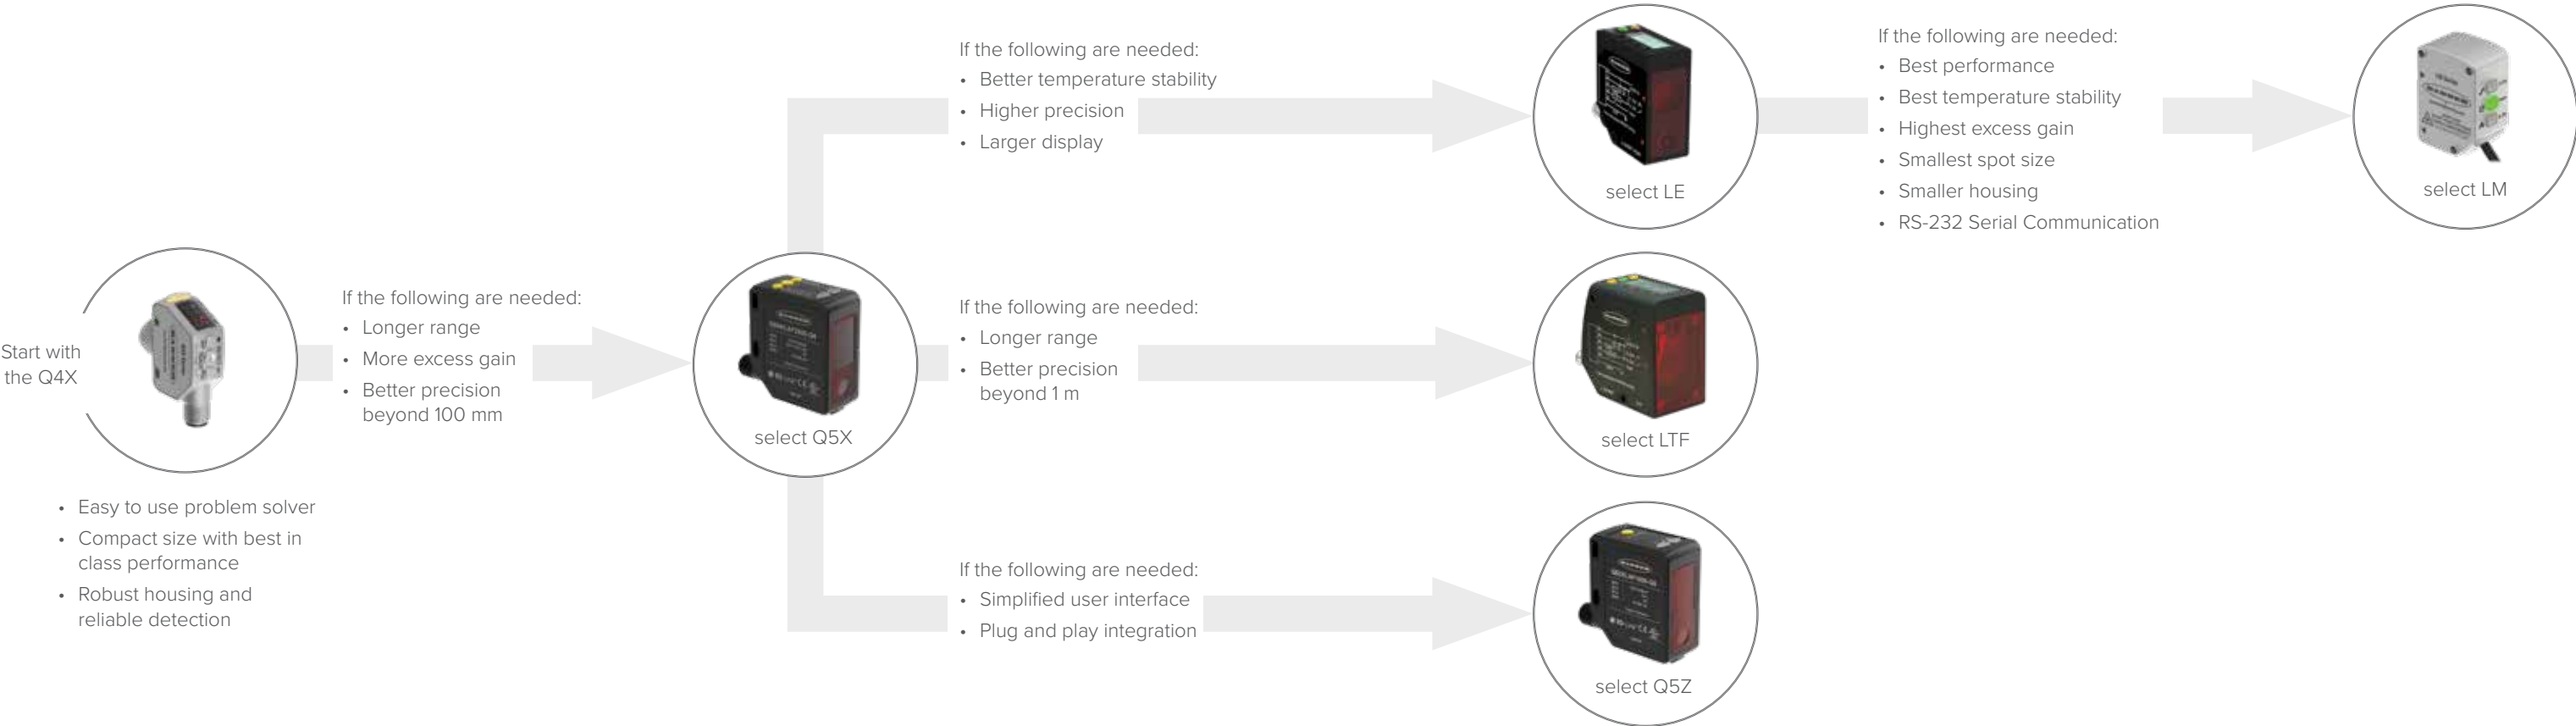 Start with
the Q4X
• Easy to use problem solver
• Compact size with best in
class performance
• Robust housing and
reliable detection
If the following are needed:
• Longer range
• More excess gain
• Better precision
beyond 100 mm
select Q5X
If the following are needed:
• Better temperature stability
• Higher precision
• Larger display
select LE
If the following are needed:
• Best performance
• Best temperature stability
• Highest excess gain
• Smallest spot size
• Smaller housing
• RS-232 Serial Communication
select LM
If the following are needed:
• Longer range
• Better precision
beyond 1 m
select LTF
If the following are needed:
• Simplified user interface
• Plug and play integration
select Q5Z